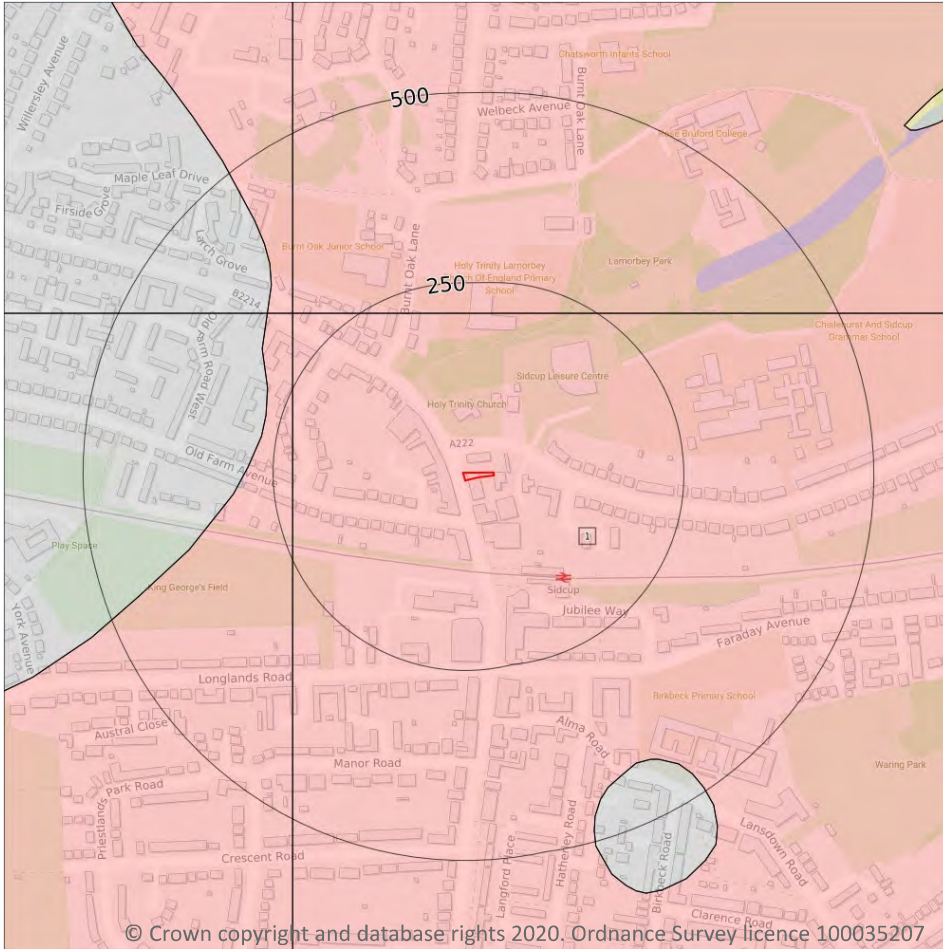 Chatsworth Infants School
Willersley Avenue
500
Welbeck Avenue
Burnt Oak Lane
Rose Bruford College
Maple Leaf Drive
Firside Grove
Larch Grove
Burnt Oak Junior School
Burnt Oak Lane
Holy Trinity Lamorbey
Church Of England Primary
School
Lamorbey Park
B2214
250
Old Farm Road West
Chislehurst And Sidcup
Grammar School
Sidcup Leisure Centre
Holy Trinity Church
A222
Old Farm Avenue
1
Play Space
King George's Field
Sidcup
Jubilee Way
York Avenue
Faraday Avenue
Longlands Road
Birkbeck Primary School
Austral Close
Alma Road
Manor Road
Waring Park
Park Road
Priestlands
Crescent Road
Langford Place
Hatherley Road
Birkbeck Road
Lansdown Road
Clarence Road
© Crown copyright and database rights 2020. Ordnance Survey licence 100035207